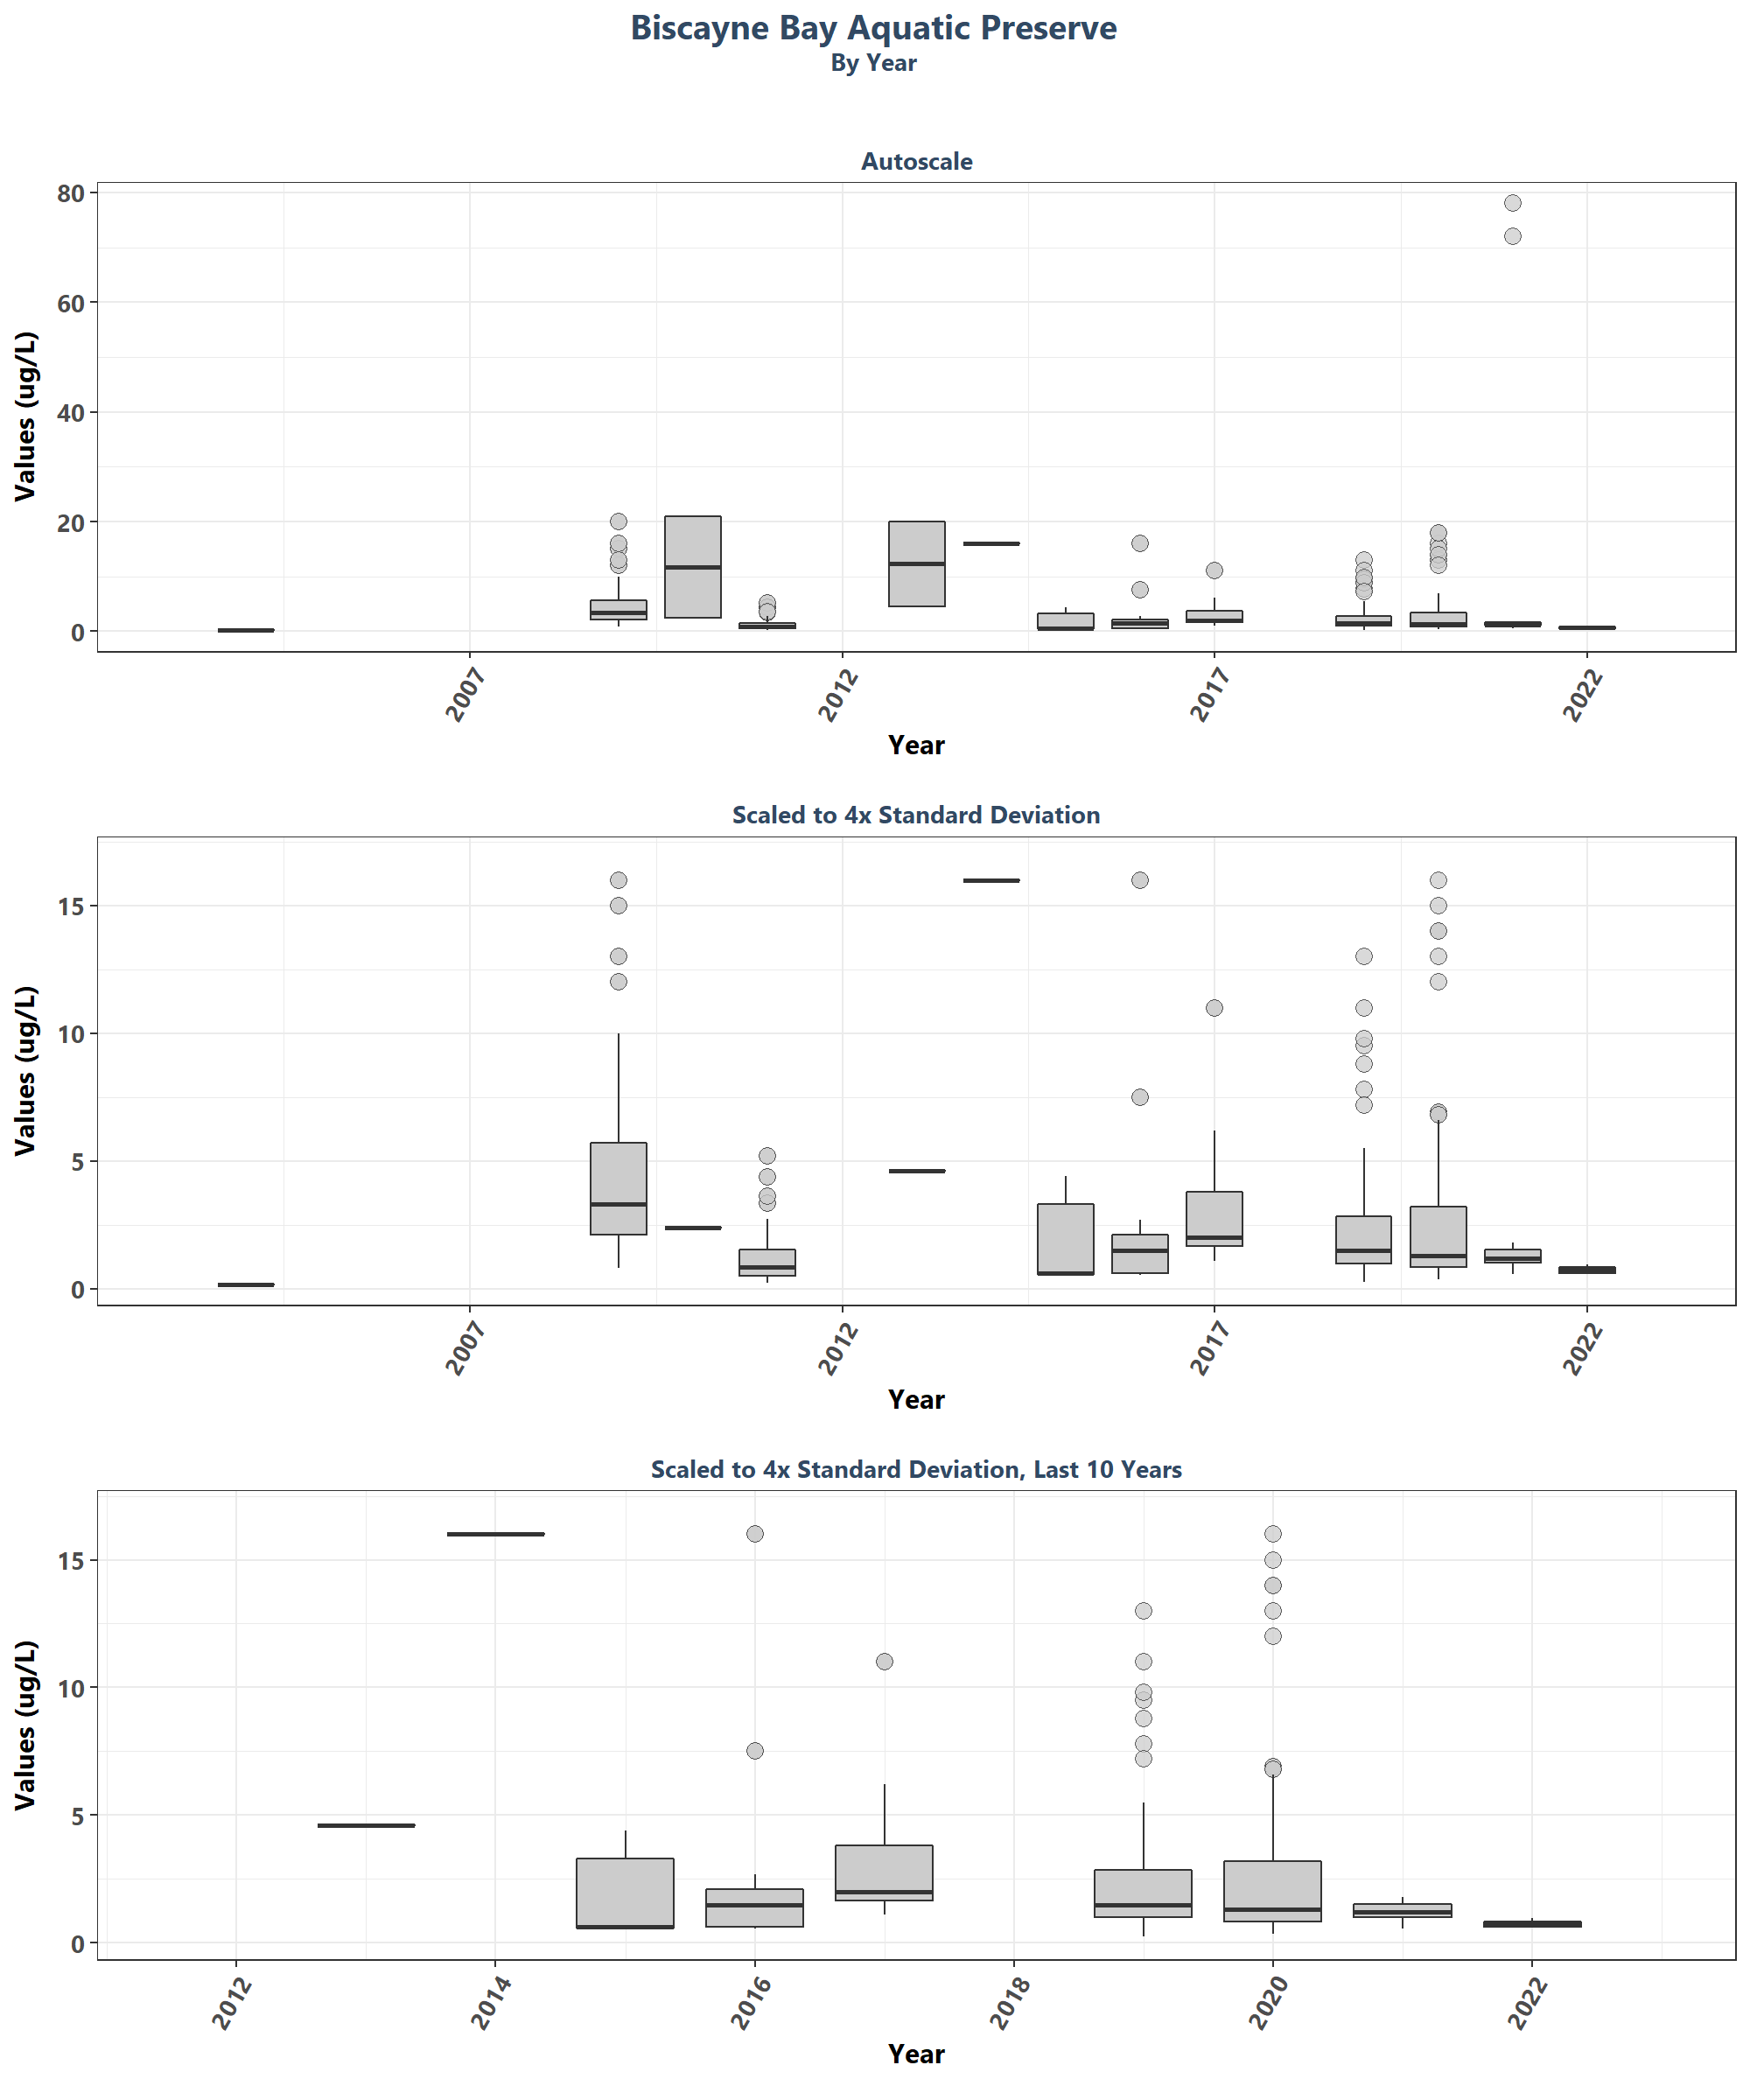 Biscayne Bay Aquatic Preserve
By Year
Autoscale
Values (ug/L)
80
60
40
20
0
2007
2012
2017
2022
Year
Scaled to 4x Standard Deviation
Values (ug/L)
15
10
5
0
2007
2012
2017
2022
Year
Scaled to 4x Standard Deviation, Last 10 Years
Values (ug/L)
15
10
5
0
2012
2014
2016
2018
2020
2022
Year